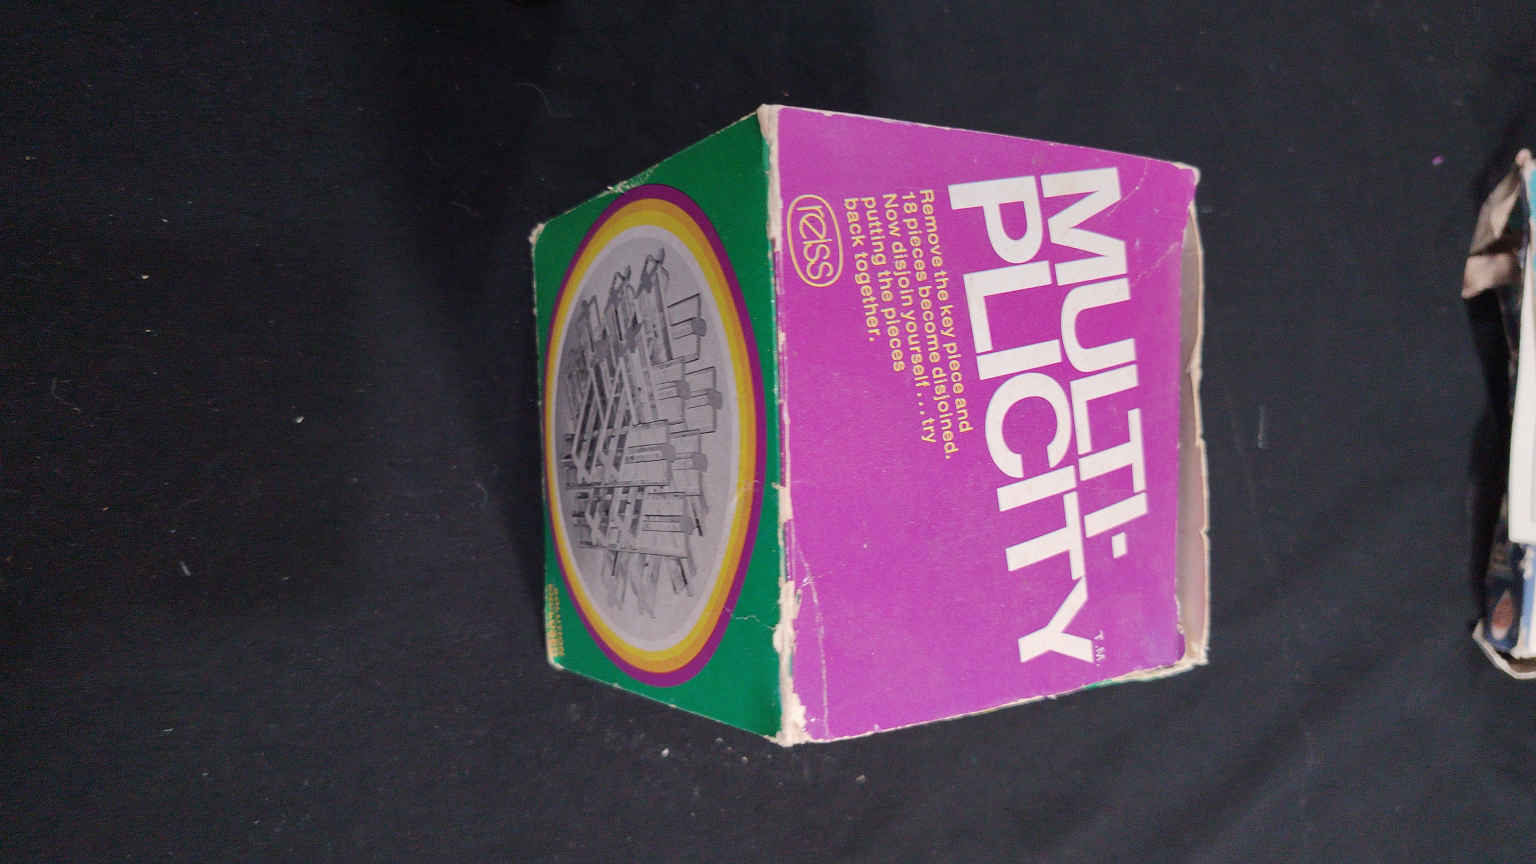 MULTI-
PLICITY
T.M.
Remove the key piece and
18 pieces become disjoined.
Now disjoin yourself...try
putting the pieces
back together.
reiss